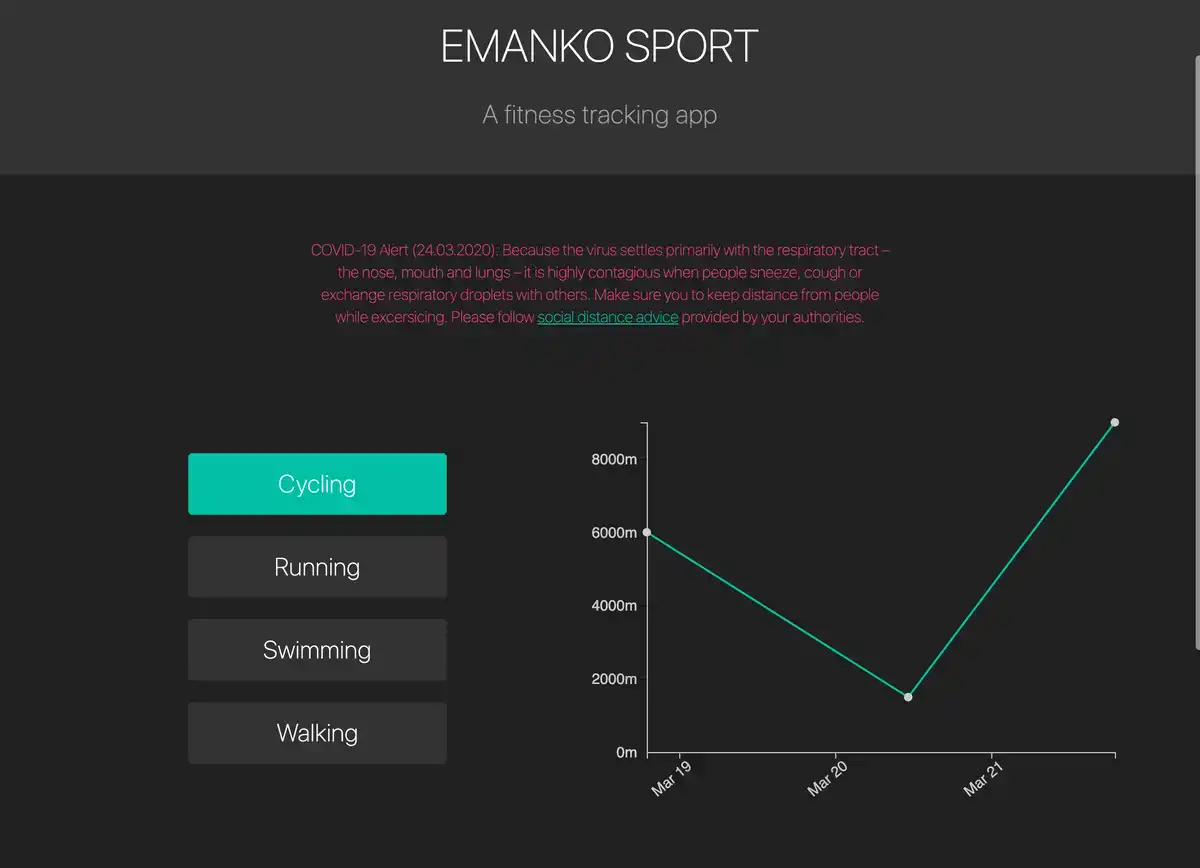 EMANKO SPORT
A fitness tracking app
COVID-19 Alert (24.03.2020): Because the virus settles primarily with the respiratory tract –
the nose, mouth and lungs – it is highly contagious when people sneeze, cough or
exchange respiratory droplets with others. Make sure you to keep distance from people
while excersicing. Please follow social distance advice provided by your authorities.
Cycling
Running
Swimming
Walking
8000m
6000m
4000m
2000m
0m
Mar 19
Mar 20
Mar 21